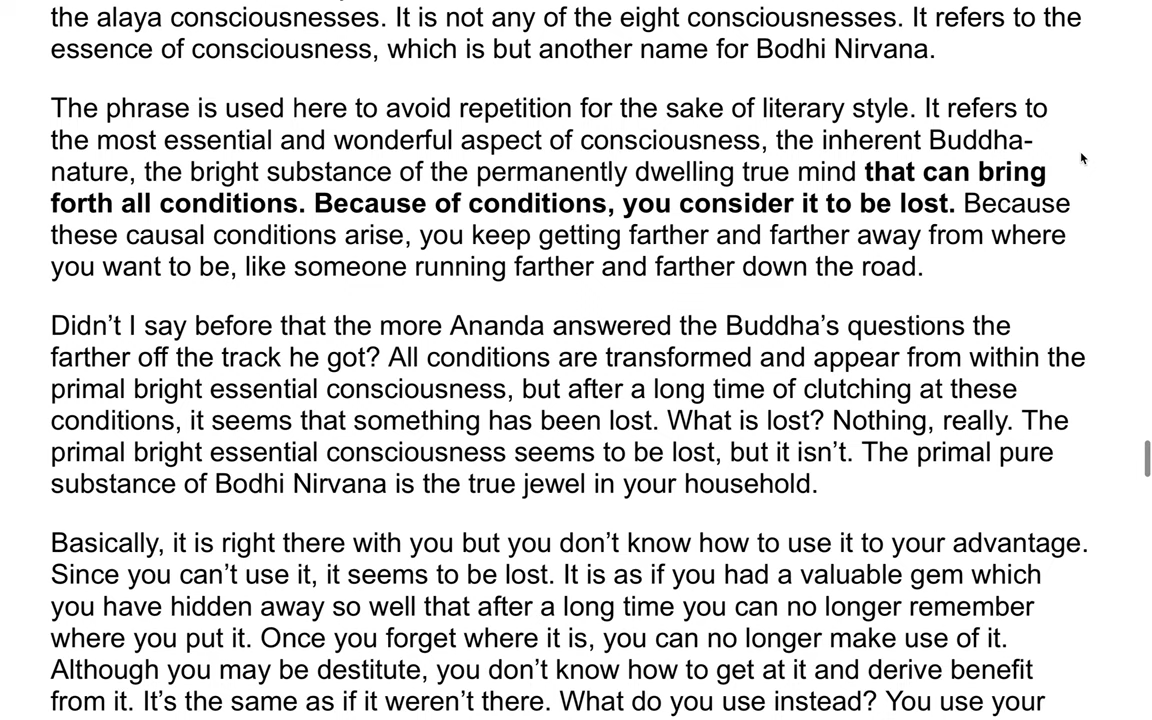 the alaya consciousnesses. It is not any of the eight consciousnesses. It refers to the
essence of consciousness, which is but another name for Bodhi Nirvana.
The phrase is used here to avoid repetition for the sake of literary style. It refers to
the most essential and wonderful aspect of consciousness, the inherent Buddha-
nature, the bright substance of the permanently dwelling true mind that can bring
forth all conditions. Because of conditions, you consider it to be lost. Because
these causal conditions arise, you keep getting farther and farther away from where
you want to be, like someone running farther and farther down the road.
Didn’t I say before that the more Ananda answered the Buddha’s questions the
farther off the track he got? All conditions are transformed and appear from within the
primal bright essential consciousness, but after a long time of clutching at these
conditions, it seems that something has been lost. What is lost? Nothing, really. The
primal bright essential consciousness seems to be lost, but it isn’t. The primal pure
substance of Bodhi Nirvana is the true jewel in your household.
Basically, it is right there with you but you don’t know how to use it to your advantage.
Since you can’t use it, it seems to be lost. It is as if you had a valuable gem which
you have hidden away so well that after a long time you can no longer remember
where you put it. Once you forget where it is, you can no longer make use of it.
Although you may be destitute, you don’t know how to get at it and derive benefit
from it. It’s the same as if it weren’t there. What do you use instead? You use your